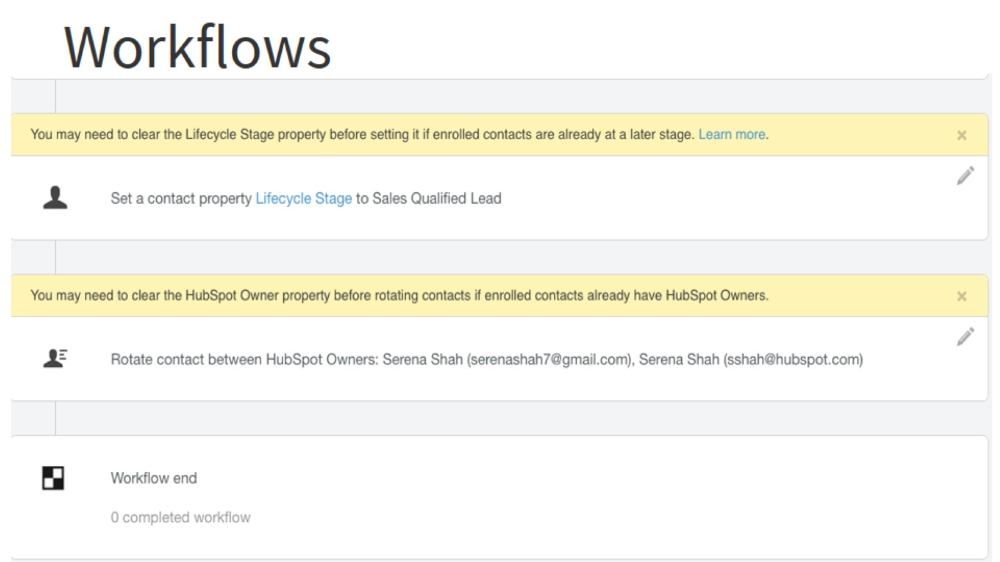 Workflows
You may need to clear the Lifecycle Stage property before setting it if enrolled contacts are already at a later stage. Learn more.
Set a contact property Lifecycle Stage to Sales Qualified Lead
You may need to clear the HubSpot Owner property before rotating contacts if enrolled contacts already have HubSpot Owners.
Rotate contact between HubSpot Owners: Serena Shah (serenashah7@gmail.com), Serena Shah (sshah@hubspot.com)
Workflow end
0 completed workflow